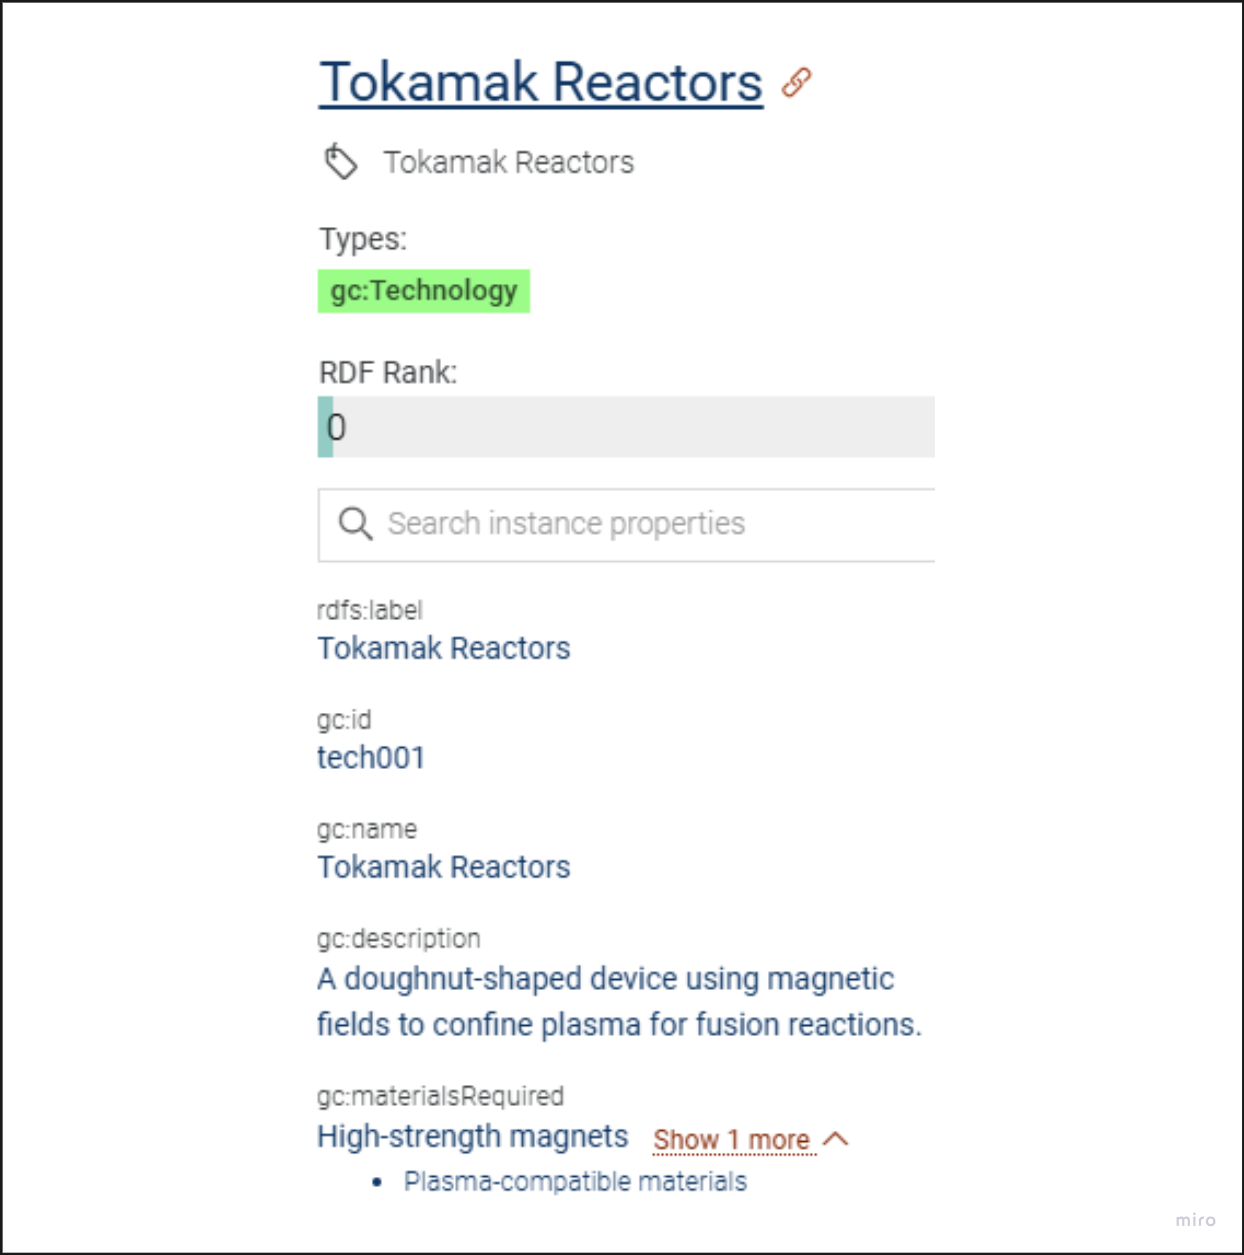 Tokamak Reactors
Tokamak Reactors
Types:
gc:Technology
RDF Rank:
0
Search instance properties
rdfs:label
Tokamak Reactors
gc:id
tech001
gc:name
Tokamak Reactors
gc:description
A doughnut-shaped device using magnetic
fields to confine plasma for fusion reactions.
gc:materialsRequired
High-strength magnets Show 1 more
• Plasma-compatible materials
miro